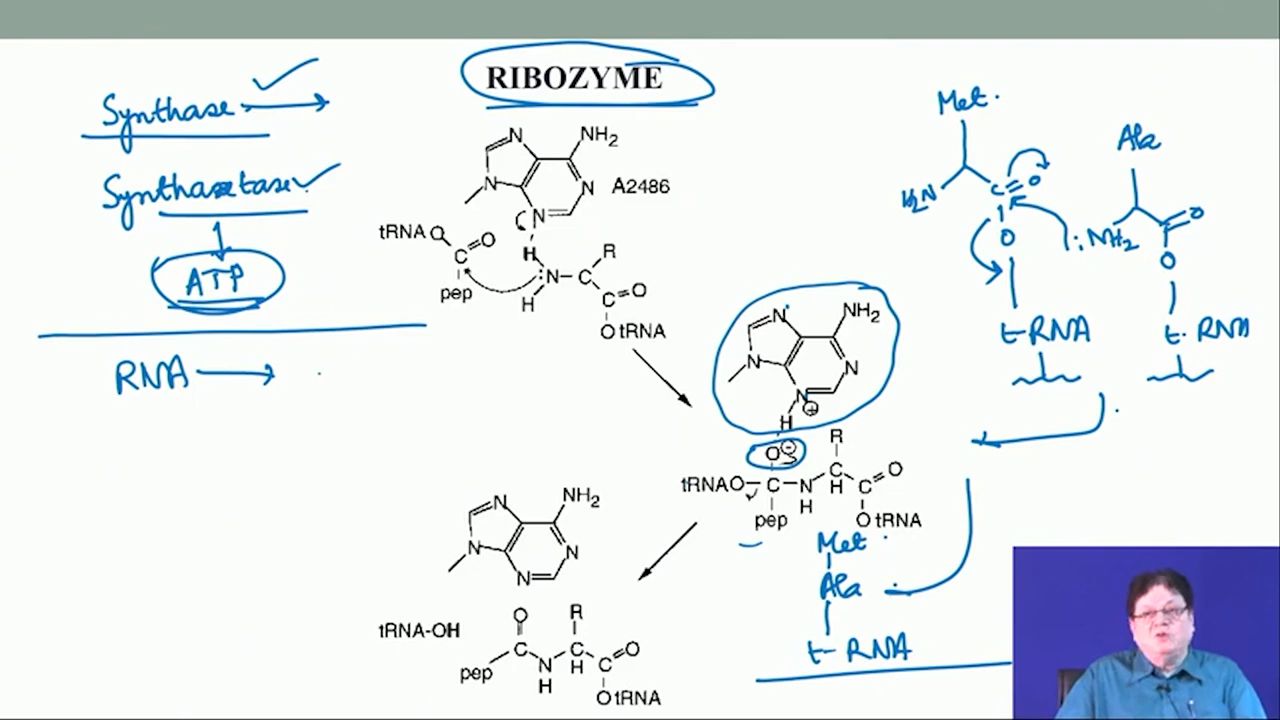 RIBOZYME
Synthase →
Synthasetase
ATP
RNA →
N
NH₂
N
N
N
A2486
tRNA O
C
O
pep
H
:N
H
C
R
C
O
O tRNA
N
NH₂
N
N
N
⊕
H
O ⊖
tRNAO
C
N
H
pep
R
C
H
C
O
O tRNA
N
NH₂
N
N
N
tRNA-OH
O
C
pep
N
H
R
C
H
C
O
O tRNA
Met.
H₂N
C
O
O
t-RNA
Ala
:NH₂
O
O
t. RNA
Met
Ala
t-RNA